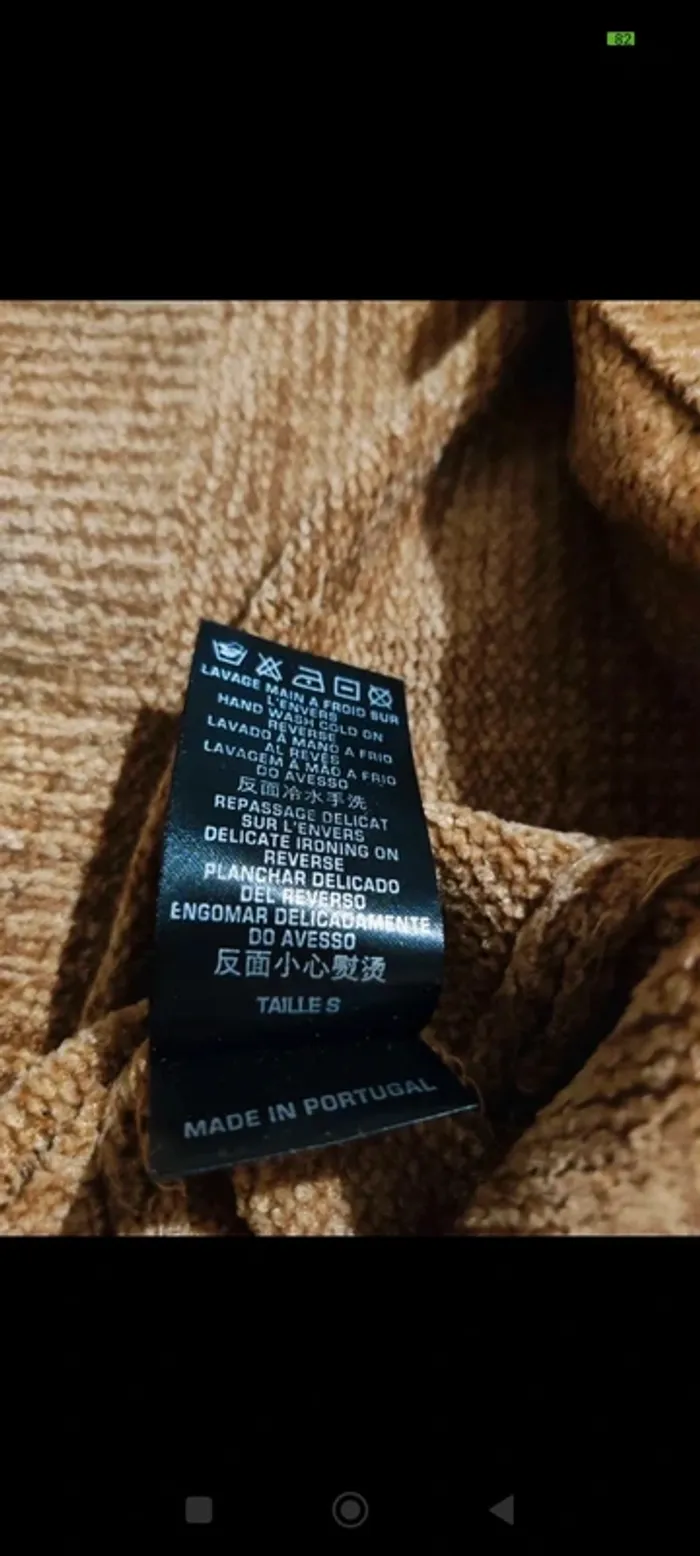 82
LAVAGE MAIN A FROID SUR
L'ENVERS
HAND WASH COLD ON
REVERSE
LAVADO À MANO A FRIO
AL REVÉS
LAVAGEM À MÃO A FRIO
DO AVESSO
反面冷水手洗
REPASSAGE DELICAT
SUR L'ENVERS
DELICATE IRONING ON
REVERSE
PLANCHAR DELICADO
DEL REVERSO
ENGOMAR DELICADAMENTE
DO AVESSO
反面小心熨烫
TAILLE S
MADE IN PORTUGAL